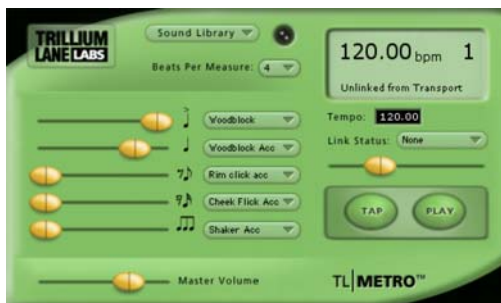 TRILLIUM
LANE LABS
Sound Library
Beats Per Measure: 4
120.00 bpm 1
Unlinked from Transport
Tempo: 120.00
Link Status: None
Woodblock
Woodblock Acc
Rim click acc
Cheek Flick Acc
Shaker Acc
TAP
PLAY
Master Volume
TL|METRO™